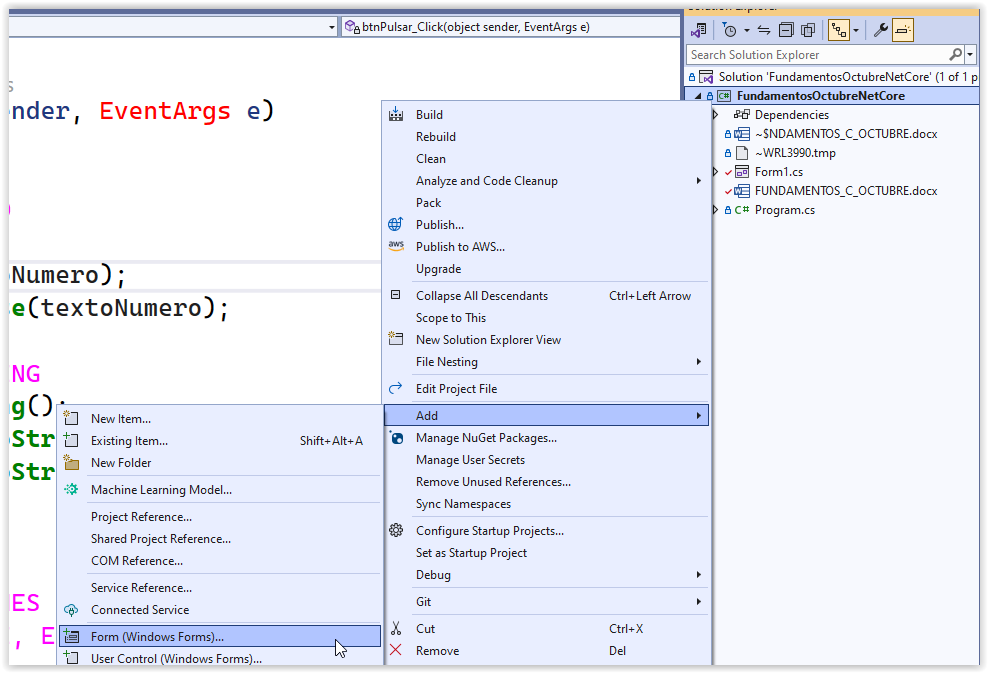 btnPulsar_Click(object sender, EventArgs e)
Search Solution Explorer
Solution 'FundamentosOctubreNetCore' (1 of 1 p
C# FundamentosOctubreNetCore
Dependencies
~$NDAMENTOS_C_OCTUBRE.docx
~WRL3990.tmp
Form1.cs
FUNDAMENTOS_C_OCTUBRE.docx
C# Program.cs
nder, EventArgs e)
)
Numero);
e(textoNumero);
NG
g();
Str
Str
ES
, E
Build
Rebuild
Clean
Analyze and Code Cleanup
Pack
Publish...
aws Publish to AWS...
Upgrade
Collapse All Descendants Ctrl+Left Arrow
Scope to This
New Solution Explorer View
File Nesting
Edit Project File
Add
Manage NuGet Packages...
Manage User Secrets
Remove Unused References...
Sync Namespaces
Configure Startup Projects...
Set as Startup Project
Debug
Git
Cut Ctrl+X
Remove Del
New Item...
Existing Item... Shift+Alt+A
New Folder
Machine Learning Model...
Project Reference...
Shared Project Reference...
COM Reference...
Service Reference...
Connected Service
Form (Windows Forms)...
User Control (Windows Forms)...